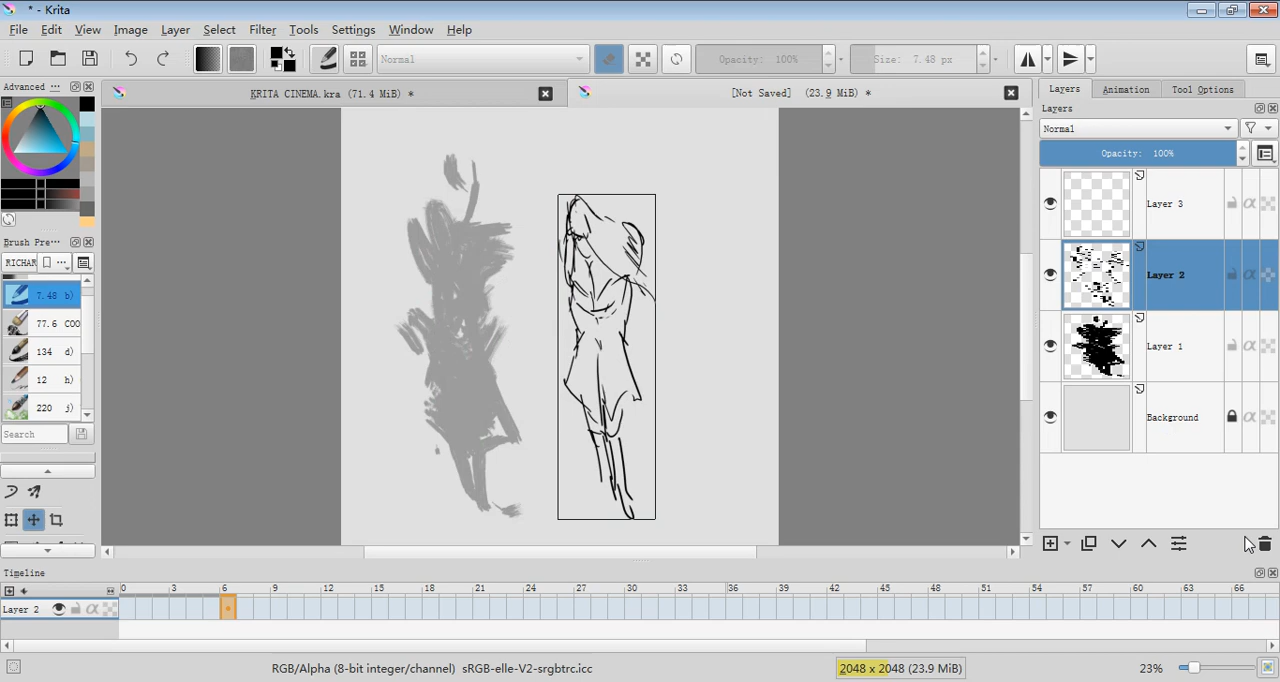 * - Krita
File Edit View Image Layer Select Filter Tools Settings Window Help
Normal Opacity: 100% Size: 7.48 px
Advanced ...
KRITA CINEMA.kra (71.4 MiB) *
[Not Saved] (23.9 MiB) *
Layers Animation Tool Options
Layers
Normal
Opacity: 100%
Layer 3
Layer 2
Layer 1
Background
Brush Pre...
RICHAR
7.48 b)
77.6 COO
134 d)
12 h)
220 j)
Search
Timeline
0 3 6 9 12 15 18 21 24 27 30 33 36 39 42 45 48 51 54 57 60 63 66
Layer 2
RGB/Alpha (8-bit integer/channel) sRGB-elle-V2-srgbtrc.icc
2048 x 2048 (23.9 MiB)
23%